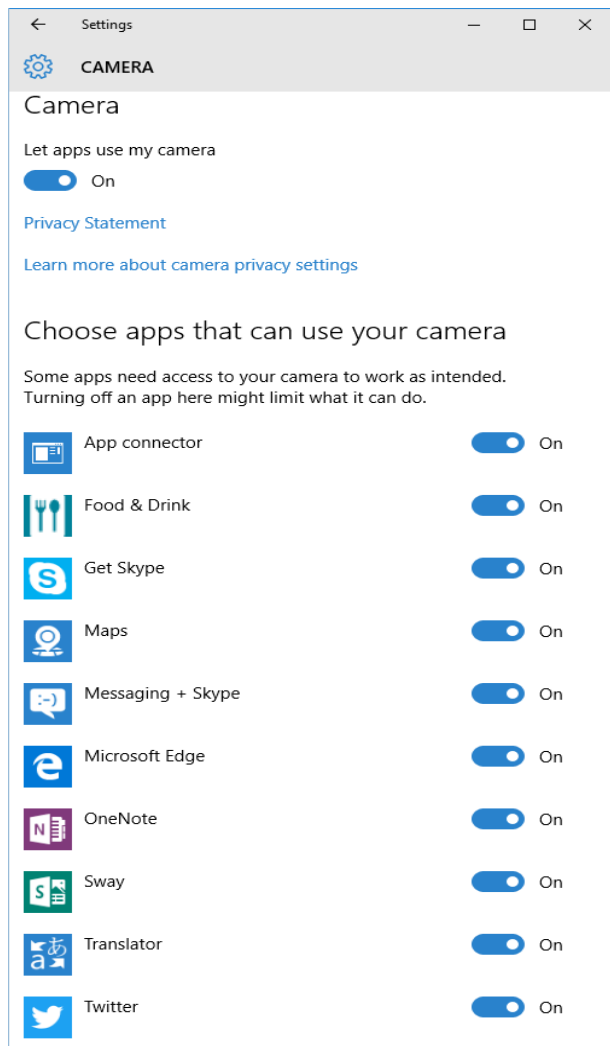 Settings
CAMERA
Camera
Let apps use my camera
On
Privacy Statement
Learn more about camera privacy settings
Choose apps that can use your camera
Some apps need access to your camera to work as intended.
Turning off an app here might limit what it can do.
App connector On
Food & Drink On
S
Get Skype On
Maps On
:-)
Messaging + Skype On
e
Microsoft Edge On
N
OneNote On
S
Sway On
あ
a
Translator On
Twitter On